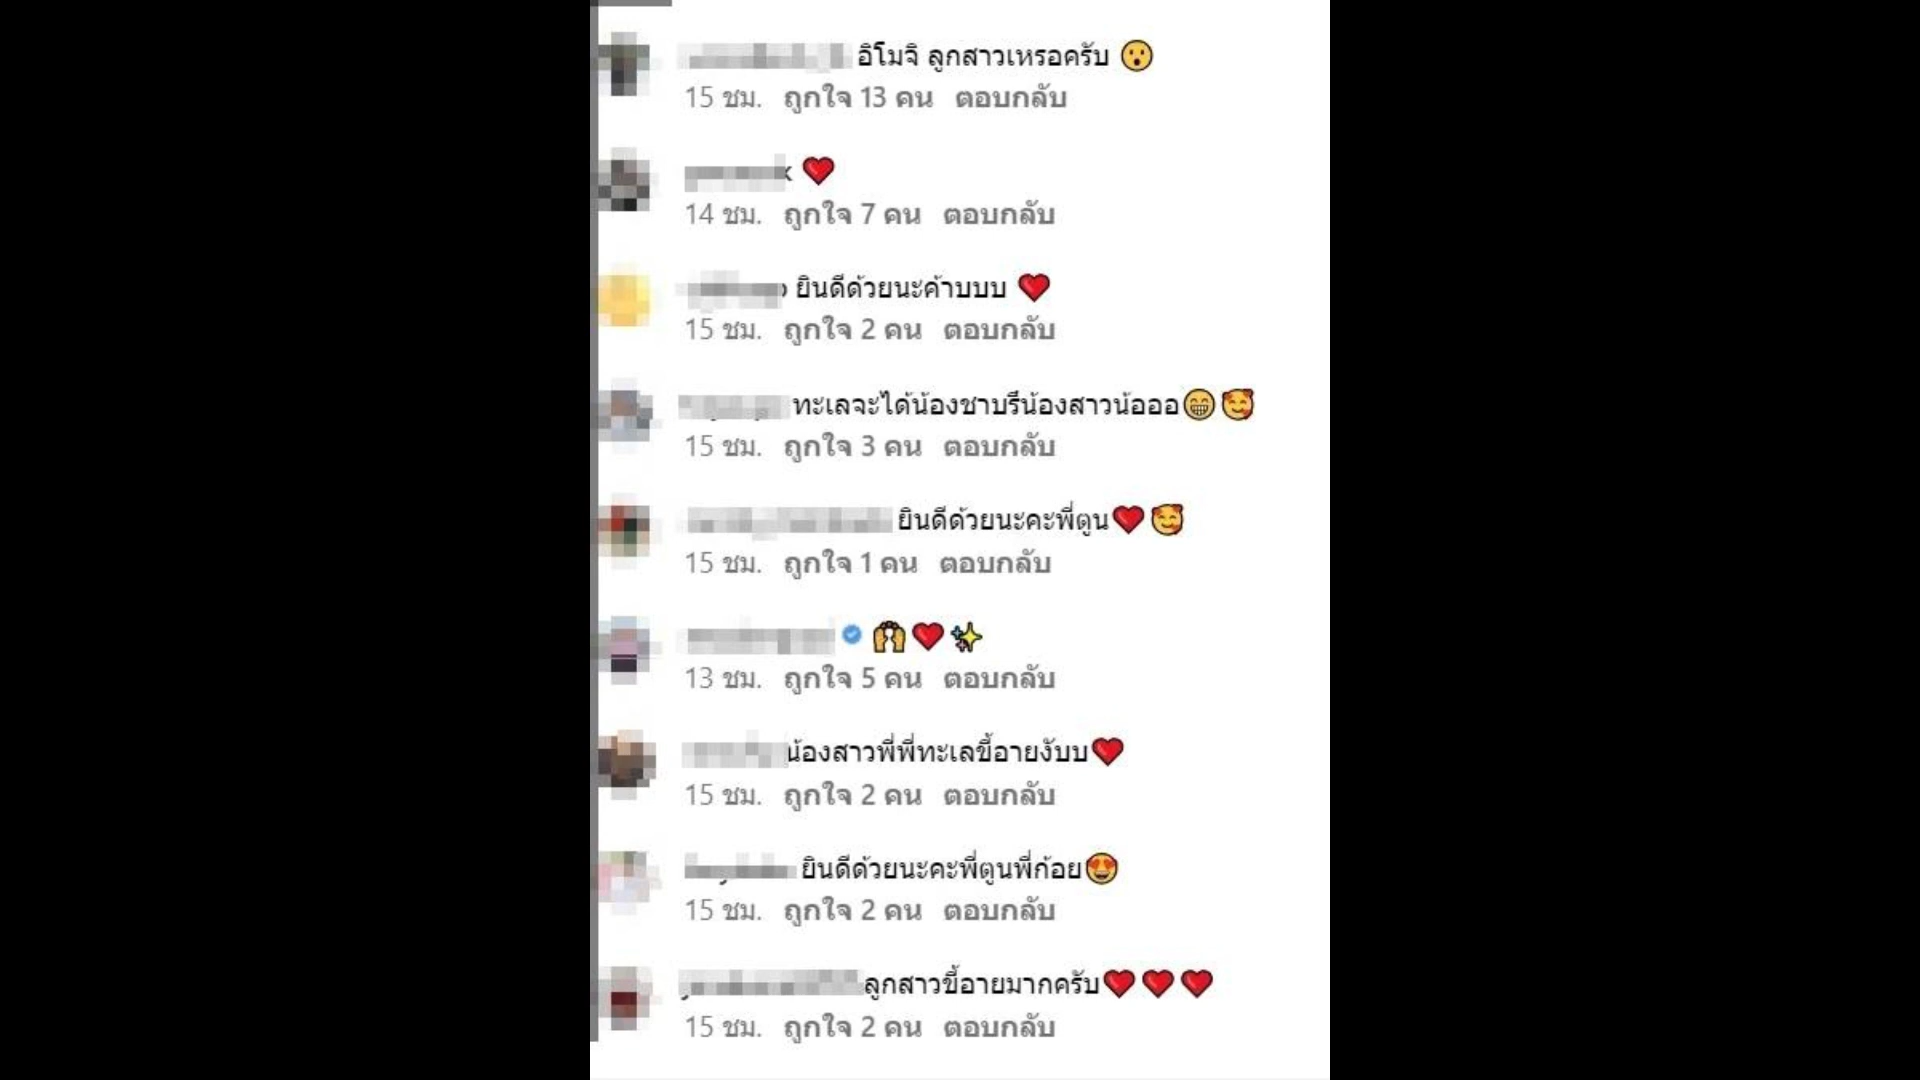 อิโมจิ ลูกสาวเหรอครับ 😮
15 ชม. ถูกใจ 13 คน ตอบกลับ
k ❤️
14 ชม. ถูกใจ 7 คน ตอบกลับ
ยินดีด้วยนะค้าบบบ ❤️
15 ชม. ถูกใจ 2 คน ตอบกลับ
ทะเลจะได้น้องชาบรีน้องสาวน้อออ😁🥰
15 ชม. ถูกใจ 3 คน ตอบกลับ
ยินดีด้วยนะคะพี่ตูน❤️🥰
15 ชม. ถูกใจ 1 คน ตอบกลับ
🙌❤️✨
13 ชม. ถูกใจ 5 คน ตอบกลับ
น้องสาวพี่พี่ทะเลขี้อายงับบ❤️
15 ชม. ถูกใจ 2 คน ตอบกลับ
ยินดีด้วยนะคะพี่ตูนพี่ก้อย😍
15 ชม. ถูกใจ 2 คน ตอบกลับ
ลูกสาวขี้อายมากครับ❤️❤️❤️
15 ชม. ถูกใจ 2 คน ตอบกลับ